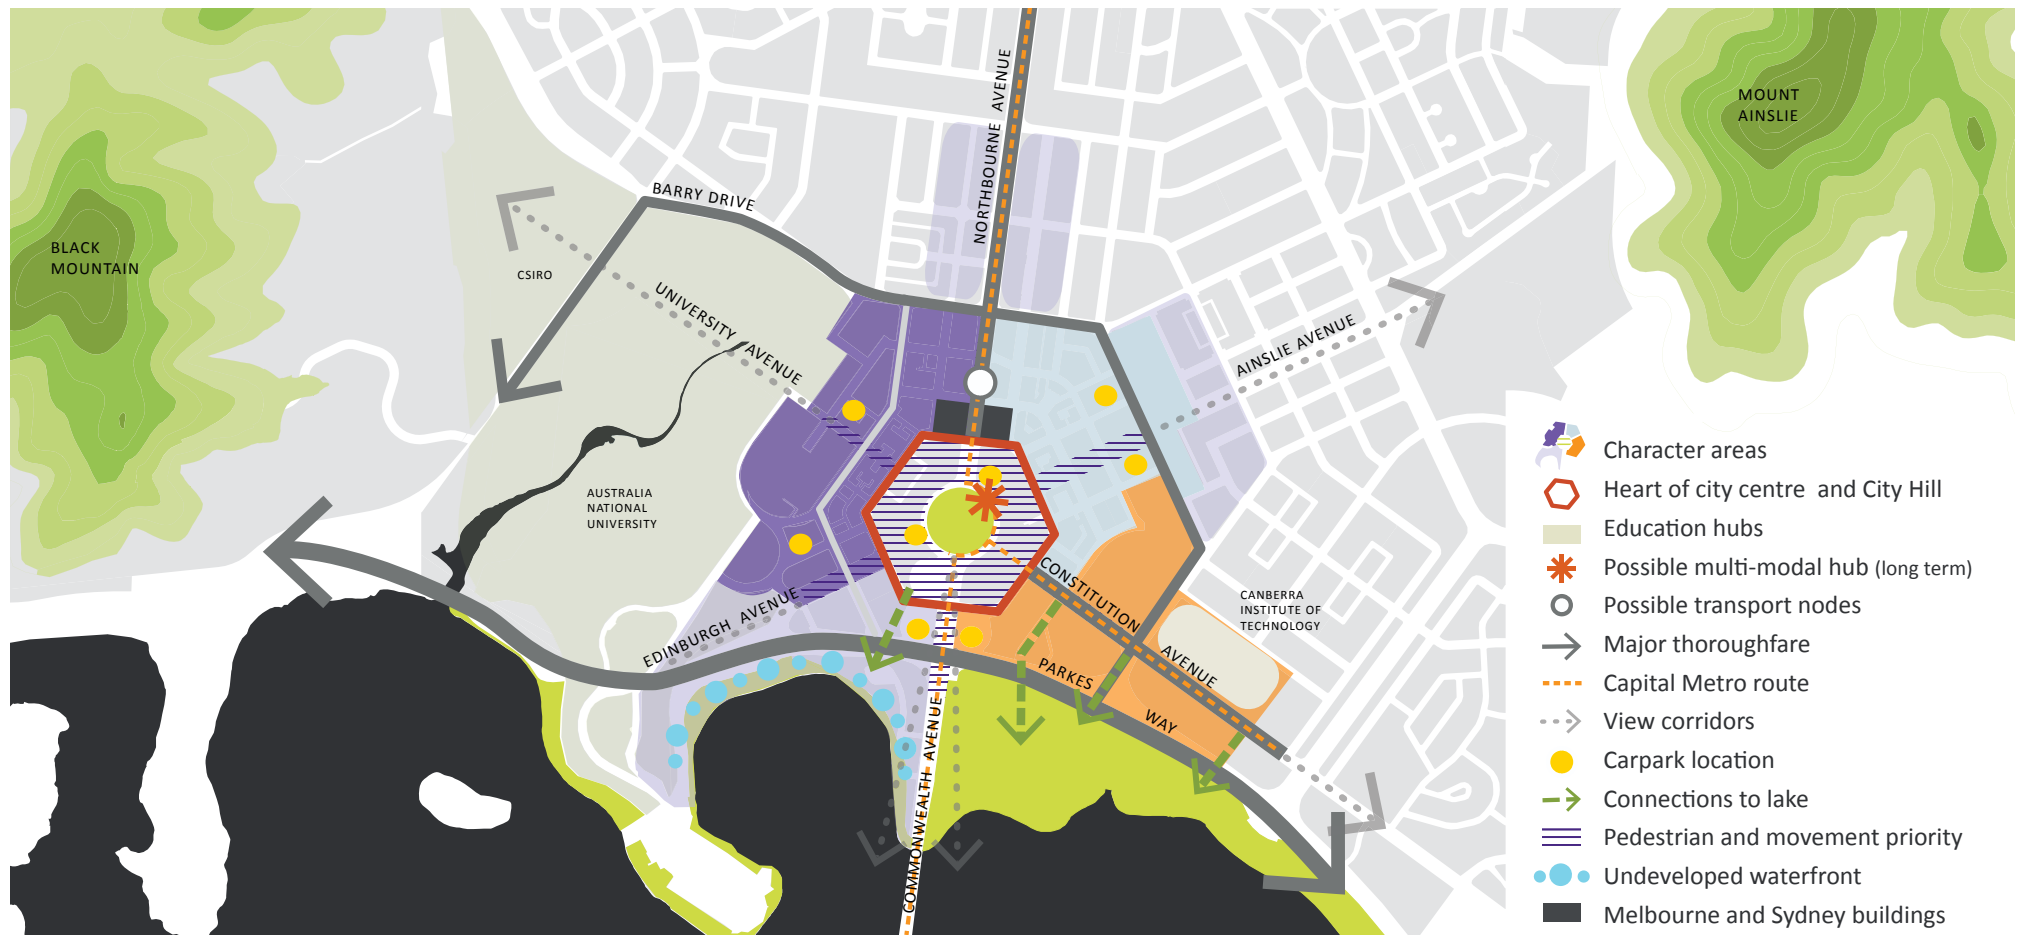 MOUNT
AINSLIE
BLACK
MOUNTAIN
NORTHBOURNE AVENUE
BARRY DRIVE
CSIRO
UNIVERSITY AVENUE
AINSLIE AVENUE
AUSTRALIA
NATIONAL
UNIVERSITY
EDINBURGH AVENUE
CONSTITUTION AVENUE
CANBERRA
INSTITUTE OF
TECHNOLOGY
PARKES WAY
COMMONWEALTH AVENUE
Character areas
Heart of city centre and City Hill
Education hubs
Possible multi-modal hub (long term)
Possible transport nodes
Major thoroughfare
Capital Metro route
View corridors
Carpark location
Connections to lake
Pedestrian and movement priority
Undeveloped waterfront
Melbourne and Sydney buildings